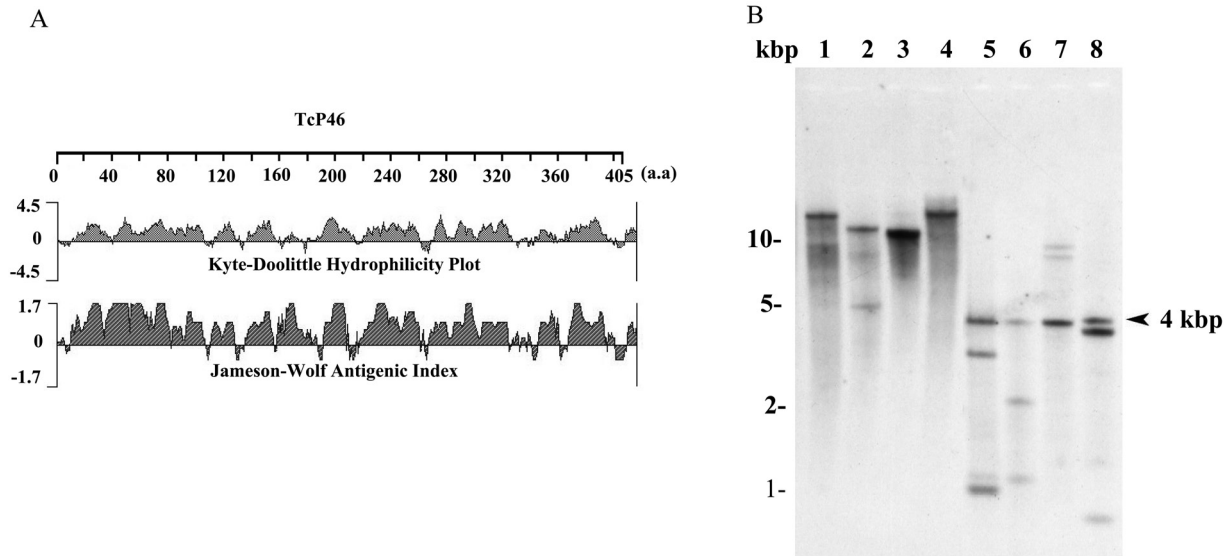 A
TcP46
0 40 80 120 160 200 240 280 320 360 405 (a.a)
4.5
0
-4.5
Kyte-Doolittle Hydrophilicity Plot
1.7
0
-1.7
Jameson-Wolf Antigenic Index
B
kbp 1 2 3 4 5 6 7 8
10-
5-
4 kbp
2-
1-